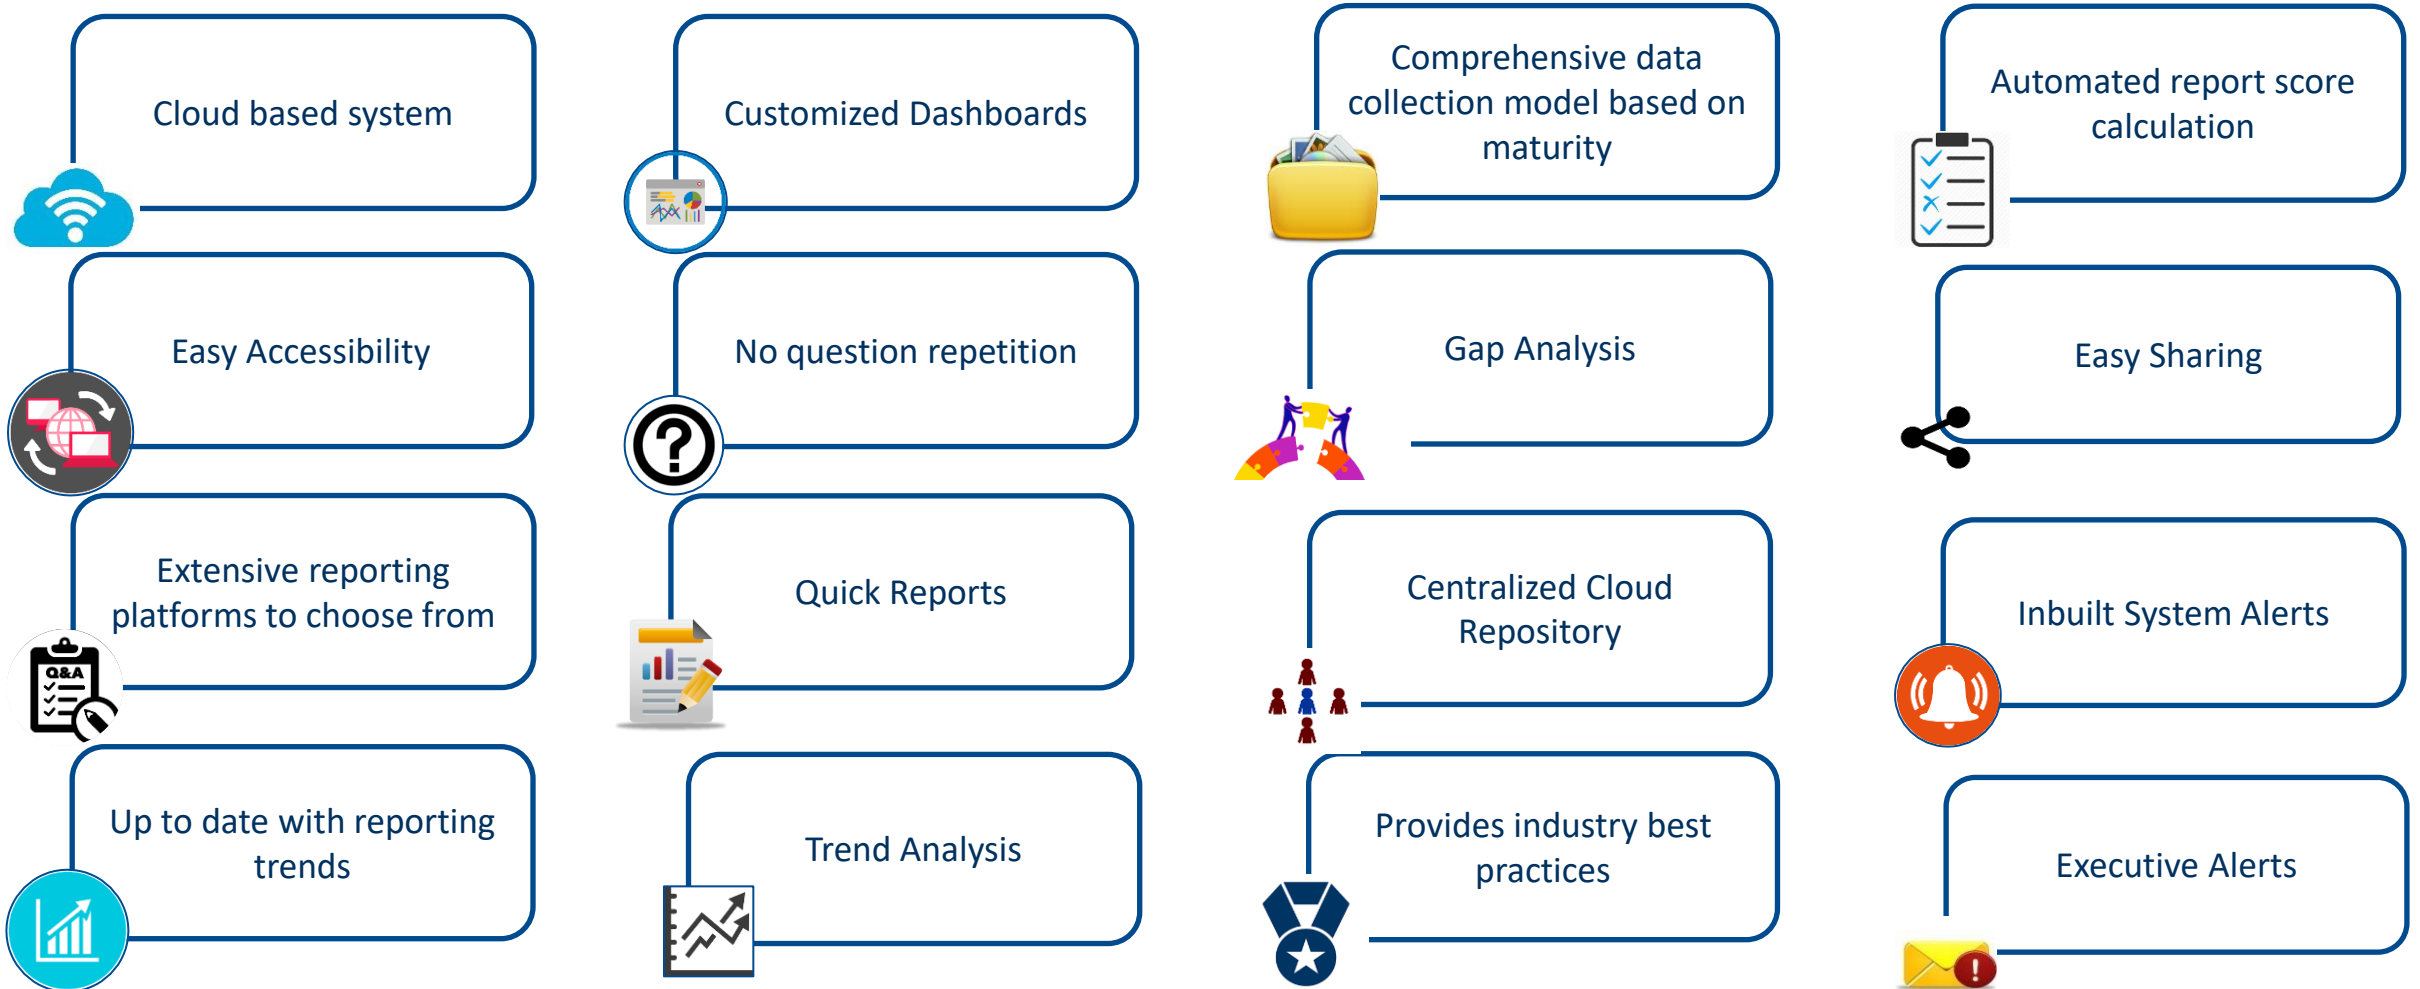 Cloud based system
Customized Dashboards
Comprehensive data
collection model based on
maturity
Automated report score
calculation
Easy Accessibility
No question repetition
Gap Analysis
Easy Sharing
Extensive reporting
platforms to choose from
Q&A
Quick Reports
Centralized Cloud
Repository
Inbuilt System Alerts
Up to date with reporting
trends
Trend Analysis
Provides industry best
practices
Executive Alerts